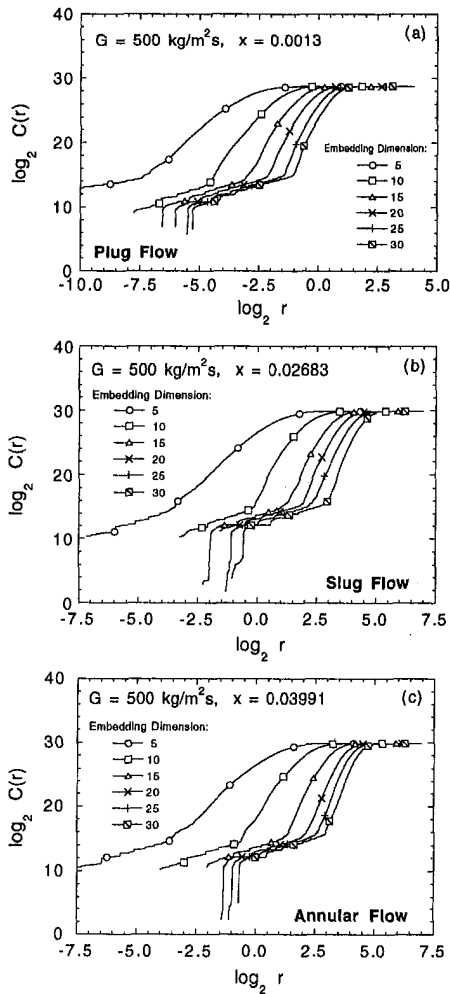 G = 500 kg/m²s, x = 0.0013 (a)
40
30
20
10
0
log₂ C(r)
Embedding Dimension:
5
10
15
20
25
30
Plug Flow
-10.0 -7.5 -5.0 -2.5 0.0 2.5 5.0
log₂ r
G = 500 kg/m²s, x = 0.02683 (b)
40
30
20
10
0
log₂ C(r)
Embedding Dimension:
5
10
15
20
25
30
Slug Flow
-7.5 -5.0 -2.5 0.0 2.5 5.0 7.5
log₂ r
G = 500 kg/m²s, x = 0.03991 (c)
40
30
20
10
0
log₂ C(r)
Embedding Dimension:
5
10
15
20
25
30
Annular Flow
-7.5 -5.0 -2.5 0.0 2.5 5.0 7.5
log₂ r